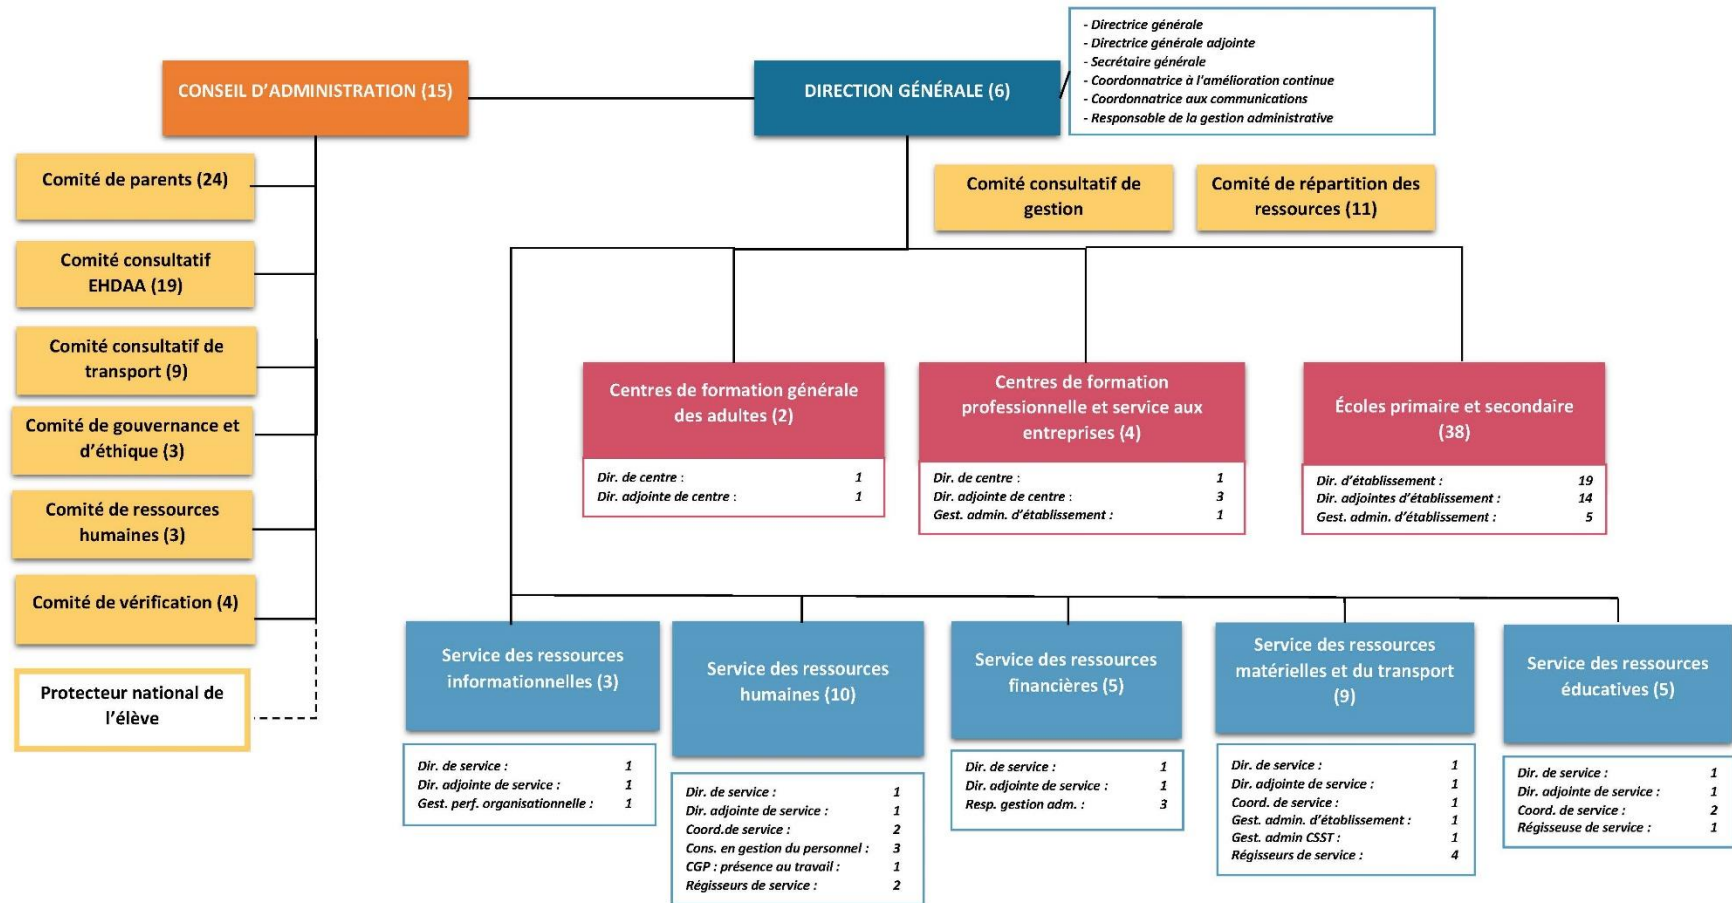 - Directrice générale
- Directrice générale adjointe
- Secrétaire générale
- Coordonnatrice à l'amélioration continue
- Coordonnatrice aux communications
- Responsable de la gestion administrative
CONSEIL D'ADMINISTRATION (15)
DIRECTION GÉNÉRALE (6)
Comité de parents (24)
Comité consultatif
EHDAA (19)
Comité consultatif de
transport (9)
Comité de gouvernance et
d'éthique (3)
Comité de ressources
humaines (3)
Comité de vérification (4)
Protecteur national de
l'élève
Comité consultatif de
gestion
Comité de répartition des
ressources (11)
Centres de formation générale
des adultes (2)
Dir. de centre : 1
Dir. adjointe de centre : 1
Centres de formation
professionnelle et service aux
entreprises (4)
Dir. de centre : 1
Dir. adjointe de centre : 3
Gest. admin. d'établissement : 1
Écoles primaire et secondaire
(38)
Dir. d'établissement : 19
Dir. adjointes d'établissement : 14
Gest. admin. d'établissement : 5
Service des ressources
informationnelles (3)
Dir. de service : 1
Dir. adjointe de service : 1
Gest. perf. organisationnelle : 1
Service des ressources
humaines (10)
Dir. de service : 1
Dir. adjointe de service : 1
Coord.de service : 2
Cons. en gestion du personnel : 3
CGP : présence au travail : 1
Régisseurs de service : 2
Service des ressources
financières (5)
Dir. de service : 1
Dir. adjointe de service : 1
Resp. gestion adm. : 3
Service des ressources
matérielles et du transport
(9)
Dir. de service : 1
Dir. adjointe de service : 1
Coord. de service : 1
Gest. admin. d'établissement : 1
Gest. admin CSST : 1
Régisseurs de service : 4
Service des ressources
éducatives (5)
Dir. de service : 1
Dir. adjointe de service : 1
Coord. de service : 2
Régisseuse de service : 1